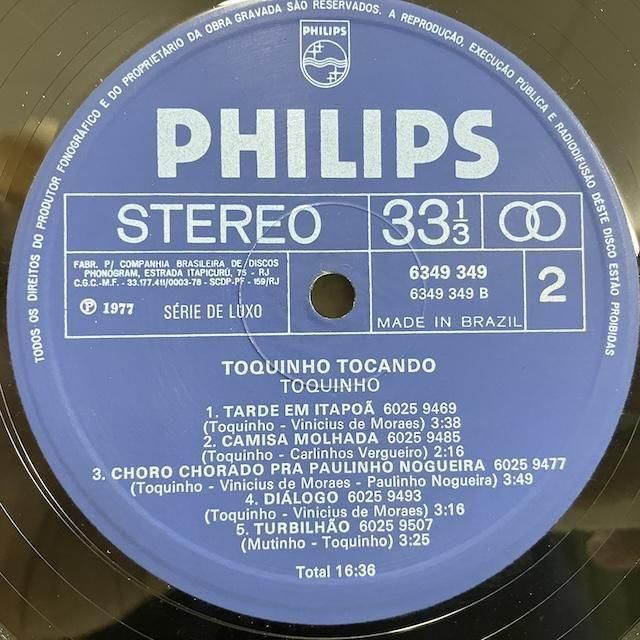 TODOS OS DIREITOS DO PRODUTOR FONOGRÁFICO E DO PROPRIETÁRIO DA OBRA GRAVADA SÃO RESERVADOS. A REPRODUÇÃO, EXECUÇÃO PÚBLICA E RADIODIFUSÃO DÊSTE DISCO ESTÃO PROIBIDAS
PHILIPS
PHILIPS
STEREO 33 1/3
FABR. P/ COMPANHIA BRASILEIRA DE DISCOS
PHONOGRAM, ESTRADA ITAPICURÚ, 75 - RJ
C.G.C.-M.F. - 33.177.411/0003-78 - SCDP-PF - 159/RJ
6349 349
6349 349 B
2
Ⓟ 1977 SÉRIE DE LUXO
MADE IN BRAZIL
TOQUINHO TOCANDO
TOQUINHO
1. TARDE EM ITAPOÃ 6025 9469
(Toquinho - Vinicius de Moraes) 3:38
2. CAMISA MOLHADA 6025 9485
(Toquinho - Carlinhos Vergueiro) 2:16
3. CHORO CHORADO PRA PAULINHO NOGUEIRA 6025 9477
(Toquinho - Vinicius de Moraes - Paulinho Nogueira) 3:49
4. DIÁLOGO 6025 9493
(Toquinho - Vinicius de Moraes) 3:16
5. TURBILHÃO 6025 9507
(Mutinho - Toquinho) 3:25
Total 16:36